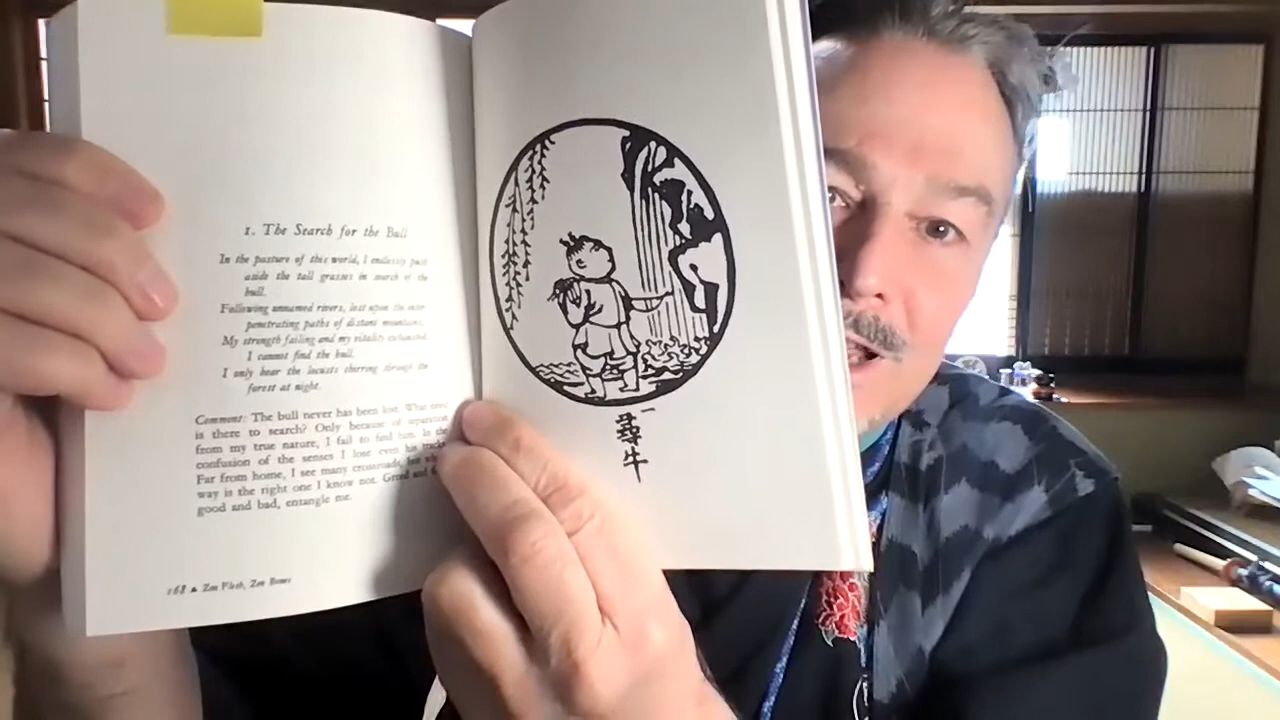 1. The Search for the Bull
In the pasture of this world, I endlessly push
aside the tall grasses in search of the
bull.
Following unnamed rivers, lost upon the inter-
penetrating paths of distant mountains,
My strength failing and my vitality exhausted,
I cannot find the bull.
I only hear the locusts chirring through the
forest at night.
Comment: The bull never has been lost. What need
is there to search? Only because of separation
from my true nature, I fail to find him. In the
confusion of the senses I lose even his tracks.
Far from home, I see many crossroads, but which
way is the right one I know not. Greed and fear,
good and bad, entangle me.
168 ▲ Zen Flesh, Zen Bones
一
尋
牛